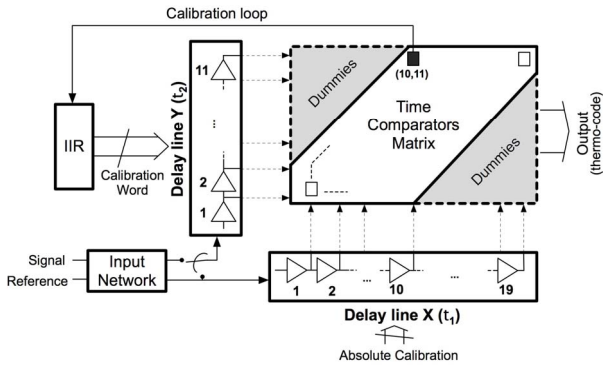 Calibration loop
11
(10,11)
Dummies
Time
Comparators
Matrix
Dummies
Output
(thermo-code)
IIR
Calibration
Word
Delay line Y (t2)
...
2
1
Signal
Reference
Input
Network
1
2
...
10
...
19
Delay line X (t1)
Absolute Calibration